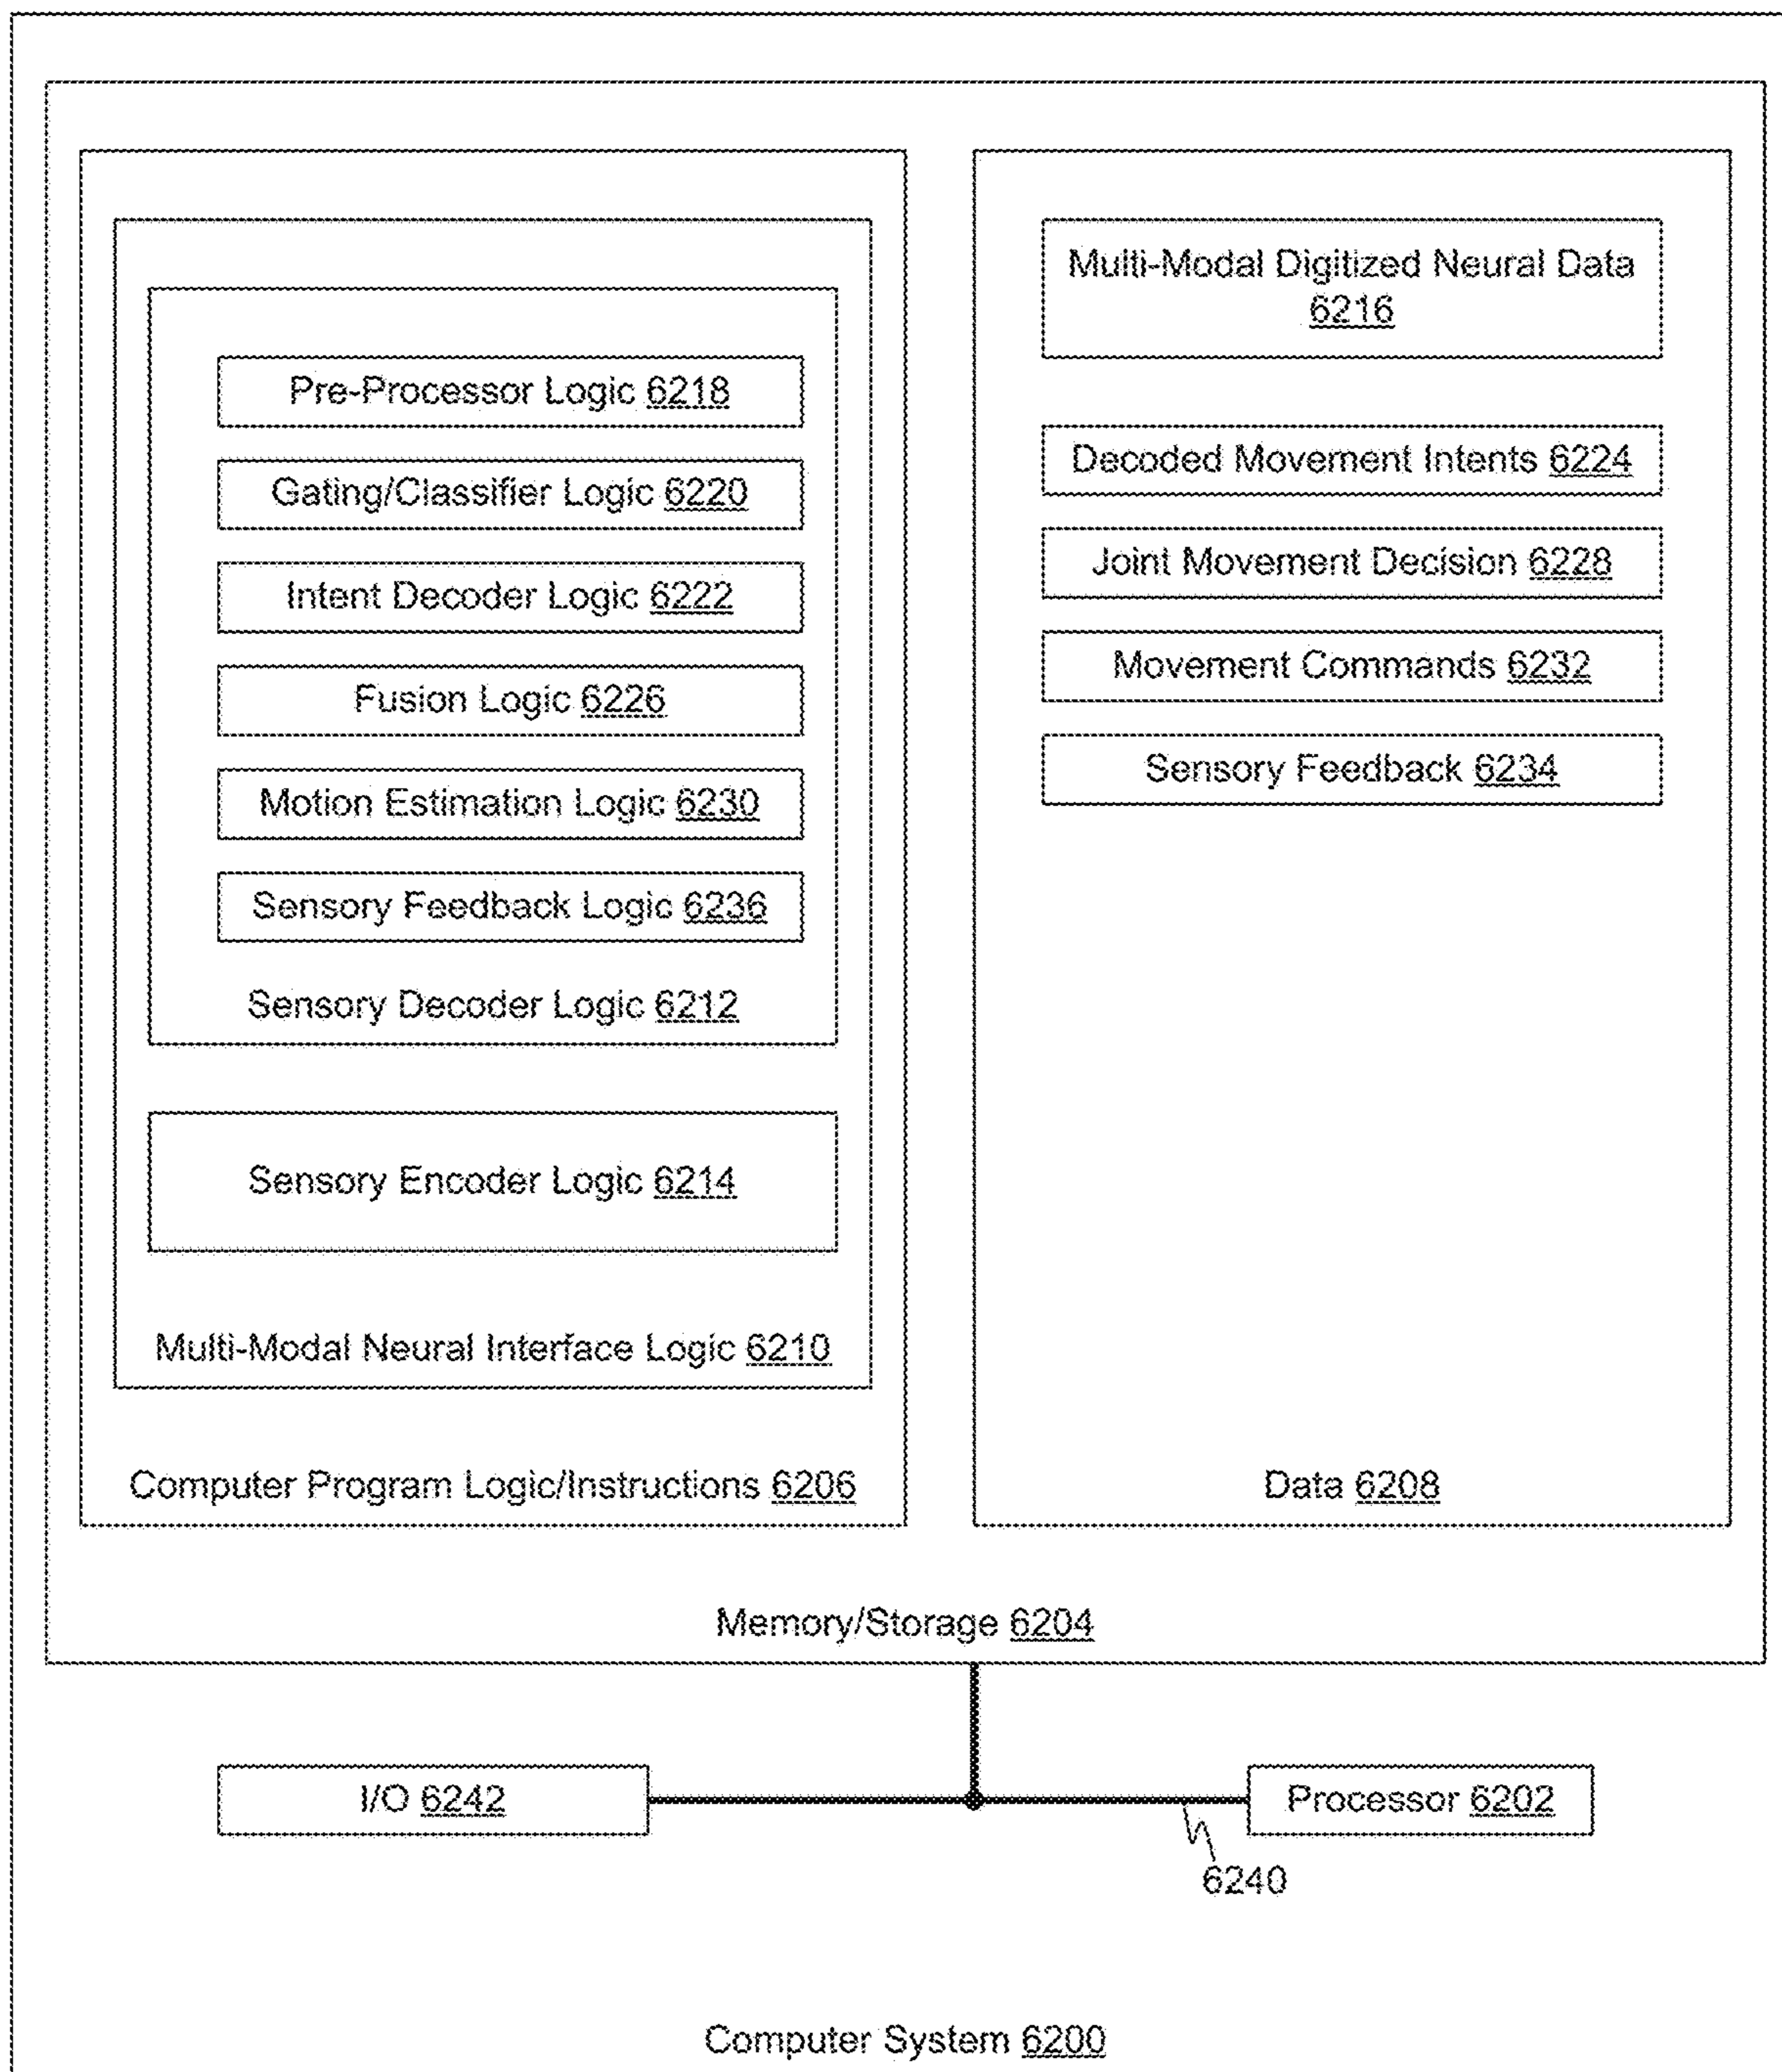 Pre-Processor Logic 6218
Gating/Classifier Logic 6220
Intent Decoder Logic 6222
Fusion Logic 6226
Motion Estimation Logic 6230
Sensory Feedback Logic 6236
Sensory Decoder Logic 6212
Sensory Encoder Logic 6214
Multi-Modal Neural Interface Logic 6210
Computer Program Logic/Instructions 6206
Multi-Modal Digitized Neural Data
6216
Decoded Movement Intents 6224
Joint Movement Decision 6228
Movement Commands 6232
Sensory Feedback 6234
Data 6208
Memory/Storage 6204
I/O 6242
Processor 6202
6240
Computer System 6200